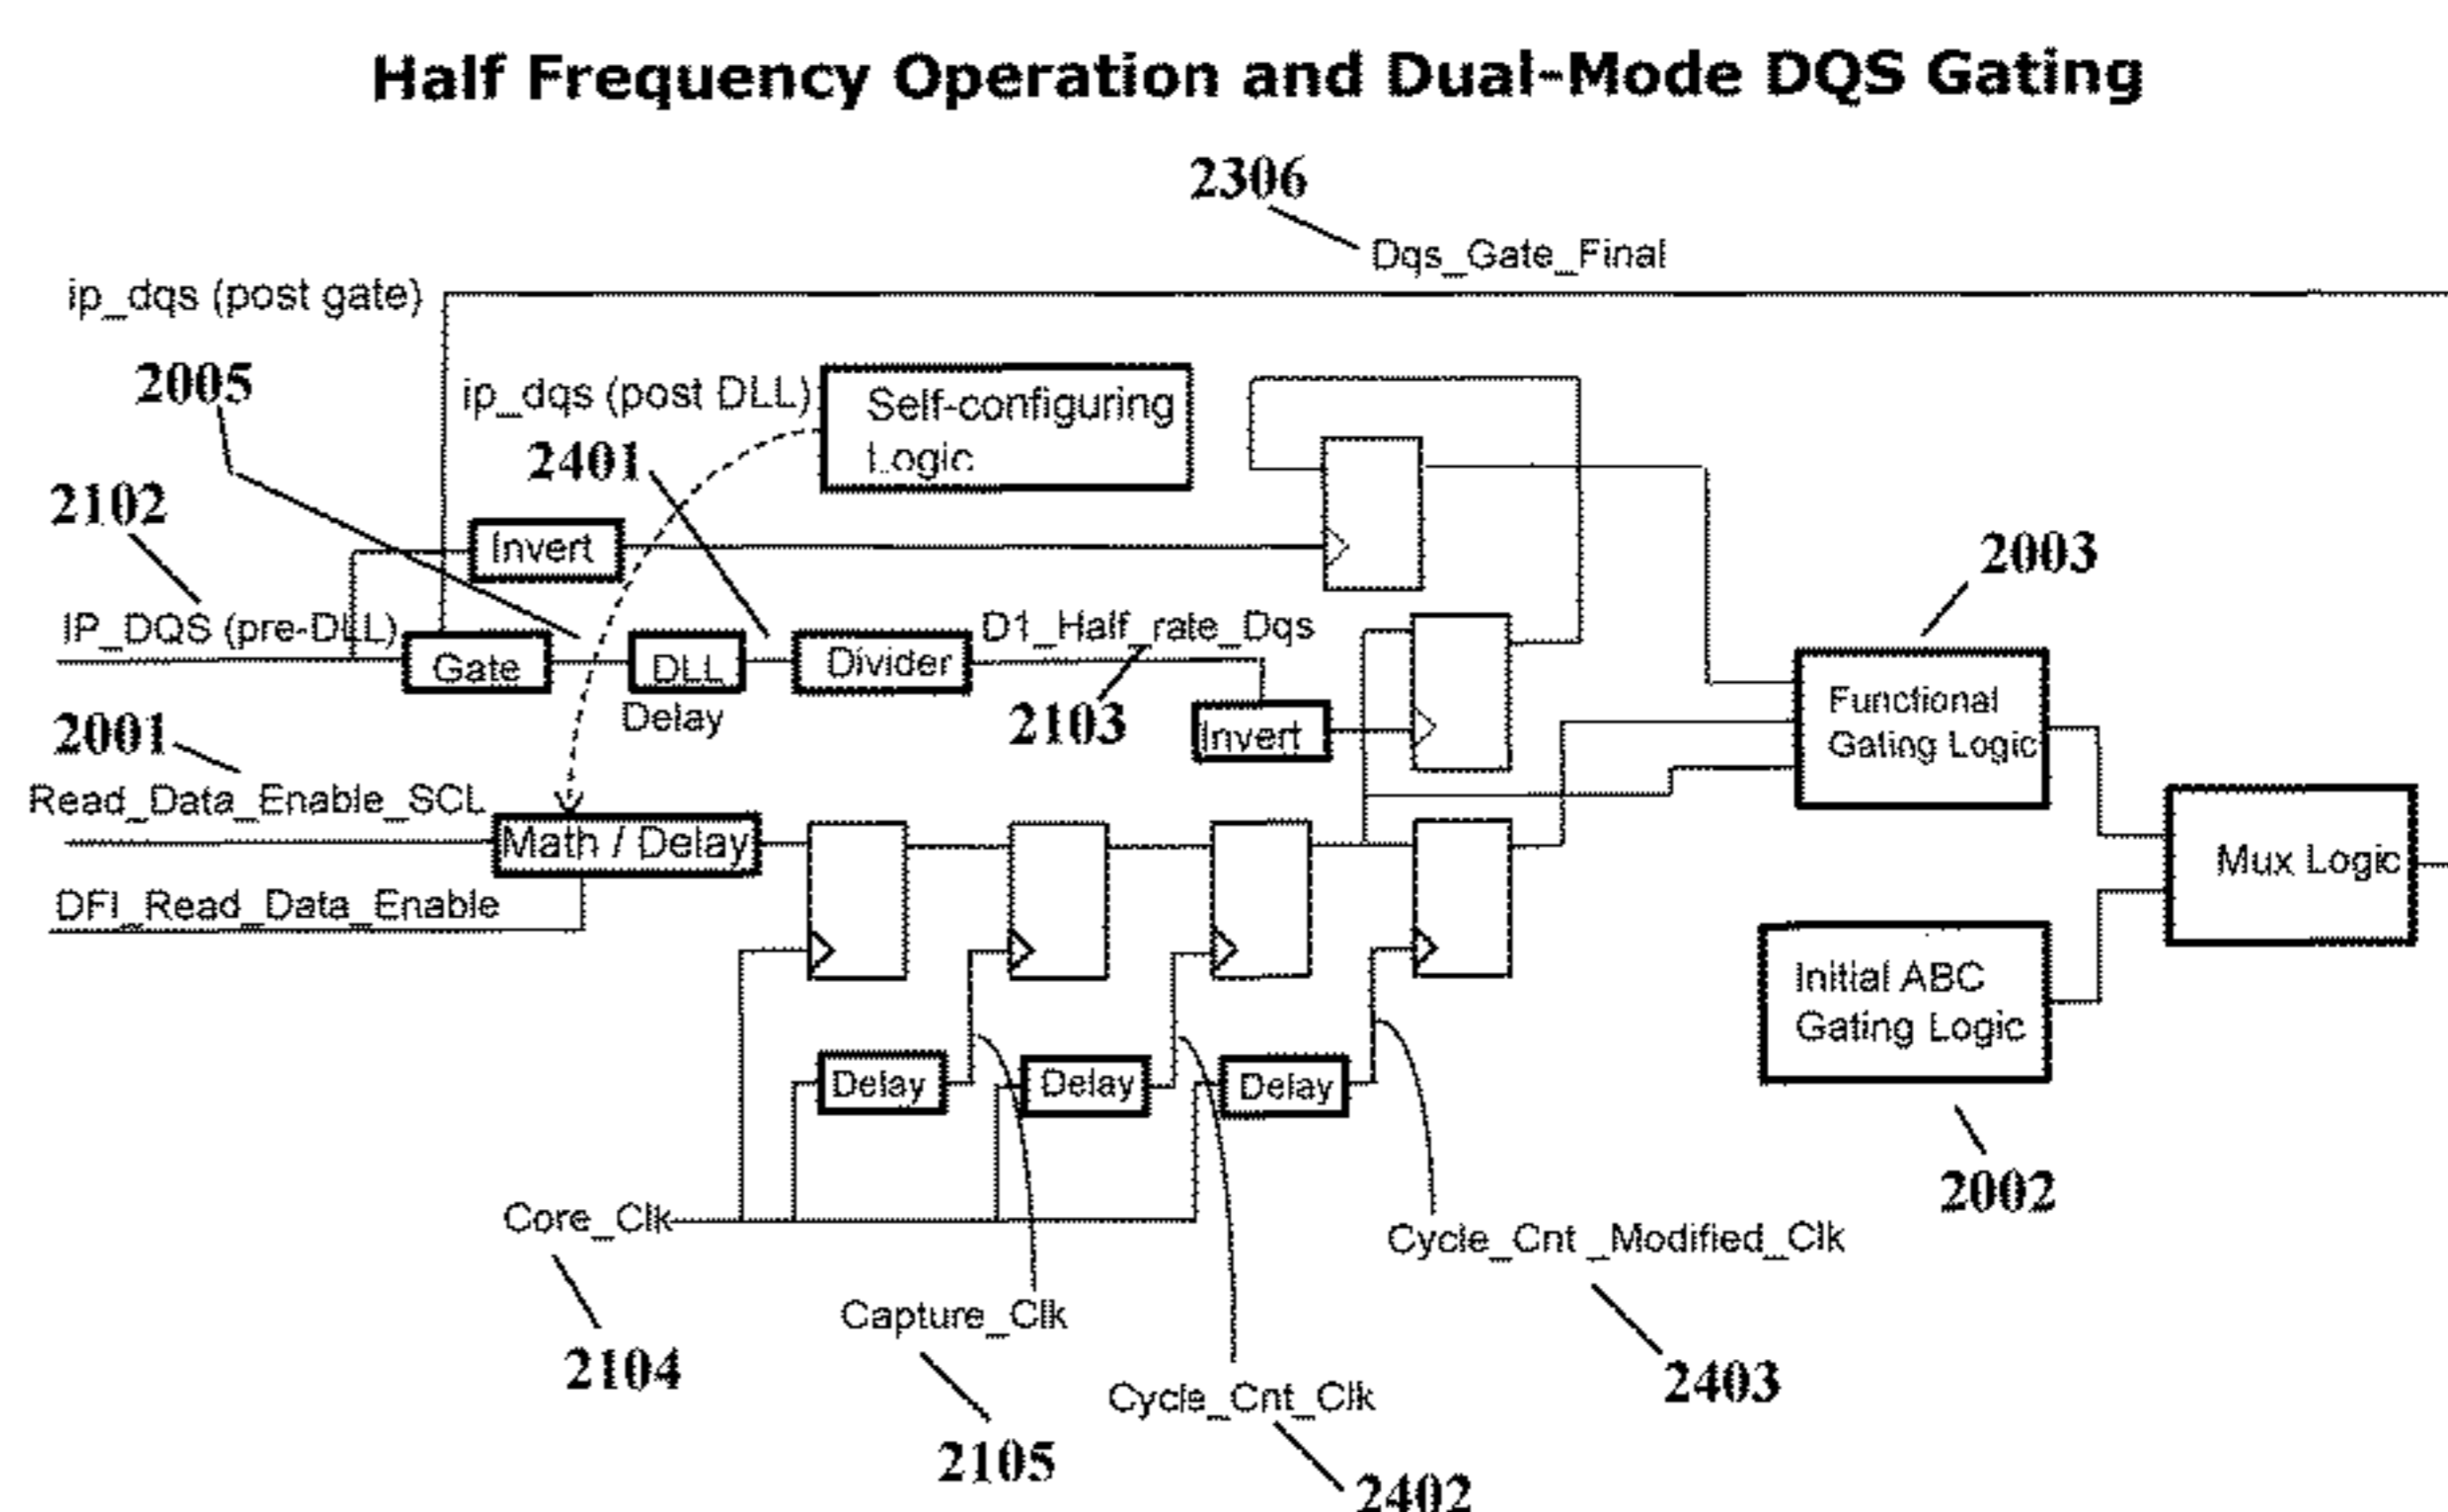 Half Frequency Operation and Dual-Mode DQS Gating
2306
Dqs_Gate_Final
ip_dqs (post gate)
2005
ip_dqs (post DLL)
Self-configuring
Logic
2401
2102
Invert
2003
IP_DQS (pre-DLL)
D1_Half_rate_Dqs
Gate
DLL
Divider
Delay
2103
Invert
Functional
Gating Logic
2001
Read_Data_Enable_SCL
Math / Delay
Mux Logic
DFI_Read_Data_Enable
Initial ABC
Gating Logic
Delay
Delay
Delay
2002
Core_Clk
Cycle_Cnt _Modified_Clk
2104
Capture_Clk
2403
Cycle_Cnt_Clk
2105
2402